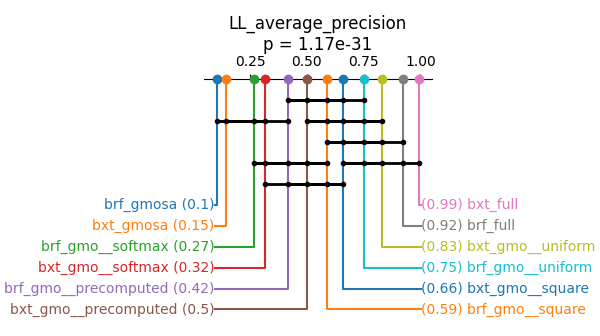 LL_average_precision
p = 1.17e-31
0.25 0.50 0.75 1.00
brf_gmosa (0.1) (0.99) bxt_full
bxt_gmosa (0.15) (0.92) brf_full
brf_gmo__softmax (0.27) (0.83) bxt_gmo__uniform
bxt_gmo__softmax (0.32) (0.75) brf_gmo__uniform
brf_gmo__precomputed (0.42) (0.66) bxt_gmo__square
bxt_gmo__precomputed (0.5) (0.59) brf_gmo__square